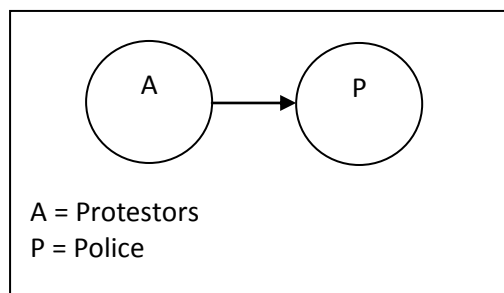 A
P
A = Protestors
P = Police